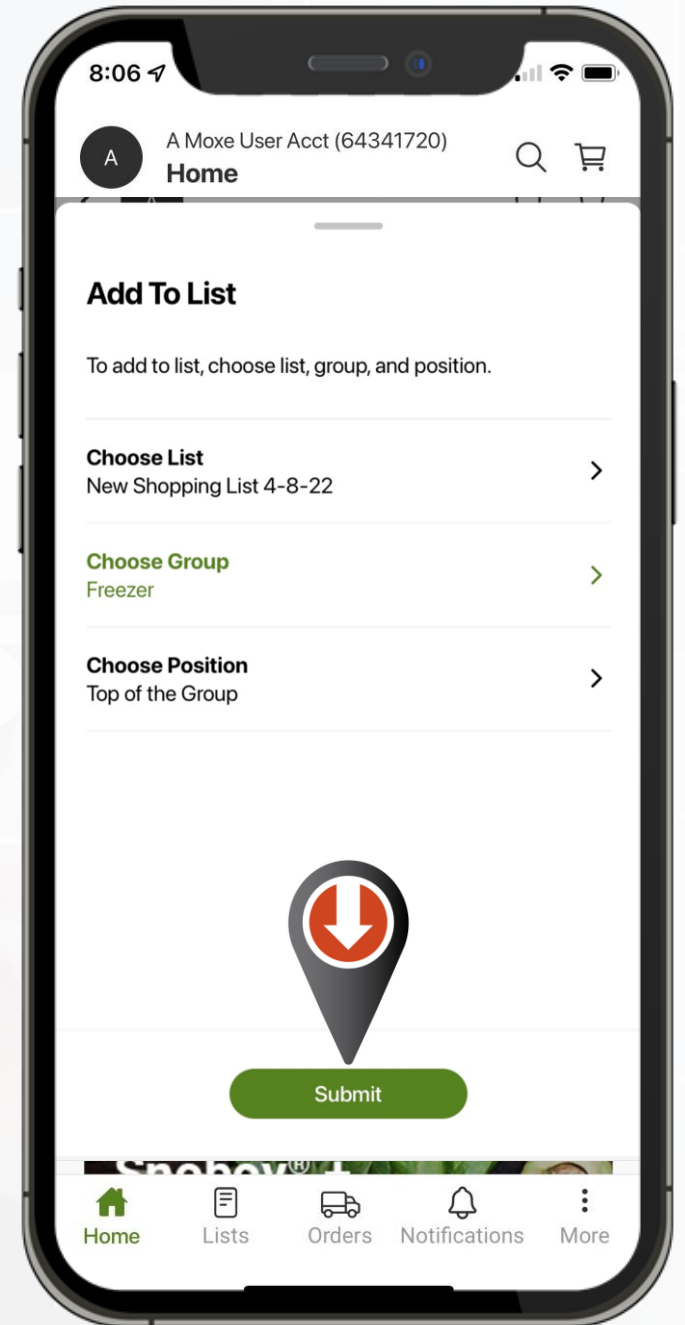 8:06
A
A Moxe User Acct (64341720)
Home
Add To List
To add to list, choose list, group, and position.
Choose List
New Shopping List 4-8-22
Choose Group
Freezer
Choose Position
Top of the Group
Submit
Snoboy® +
Home Lists Orders Notifications More